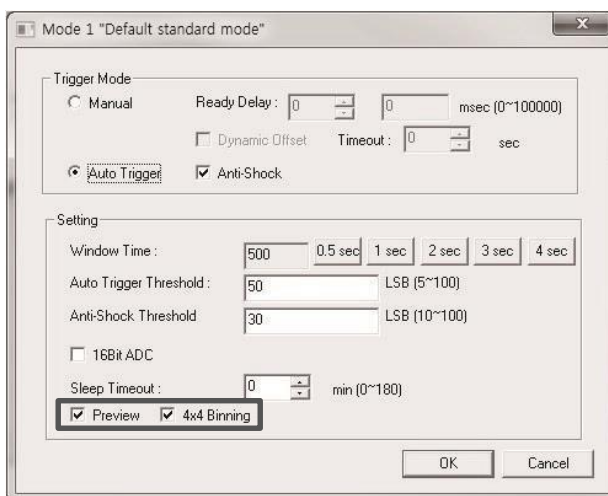 Mode 1 "Default standard mode"
Trigger Mode
Manual Ready Delay : 0 0 msec (0~100000)
Dynamic Offset Timeout : 0 sec
Auto Trigger Anti-Shock
Setting
Window Time : 500 0.5 sec 1 sec 2 sec 3 sec 4 sec
Auto Trigger Threshold : 50 LSB (5~100)
Anti-Shock Threshold 30 LSB (10~100)
16Bit ADC
Sleep Timeout : 0 min (0~180)
Preview 4x4 Binning
OK Cancel